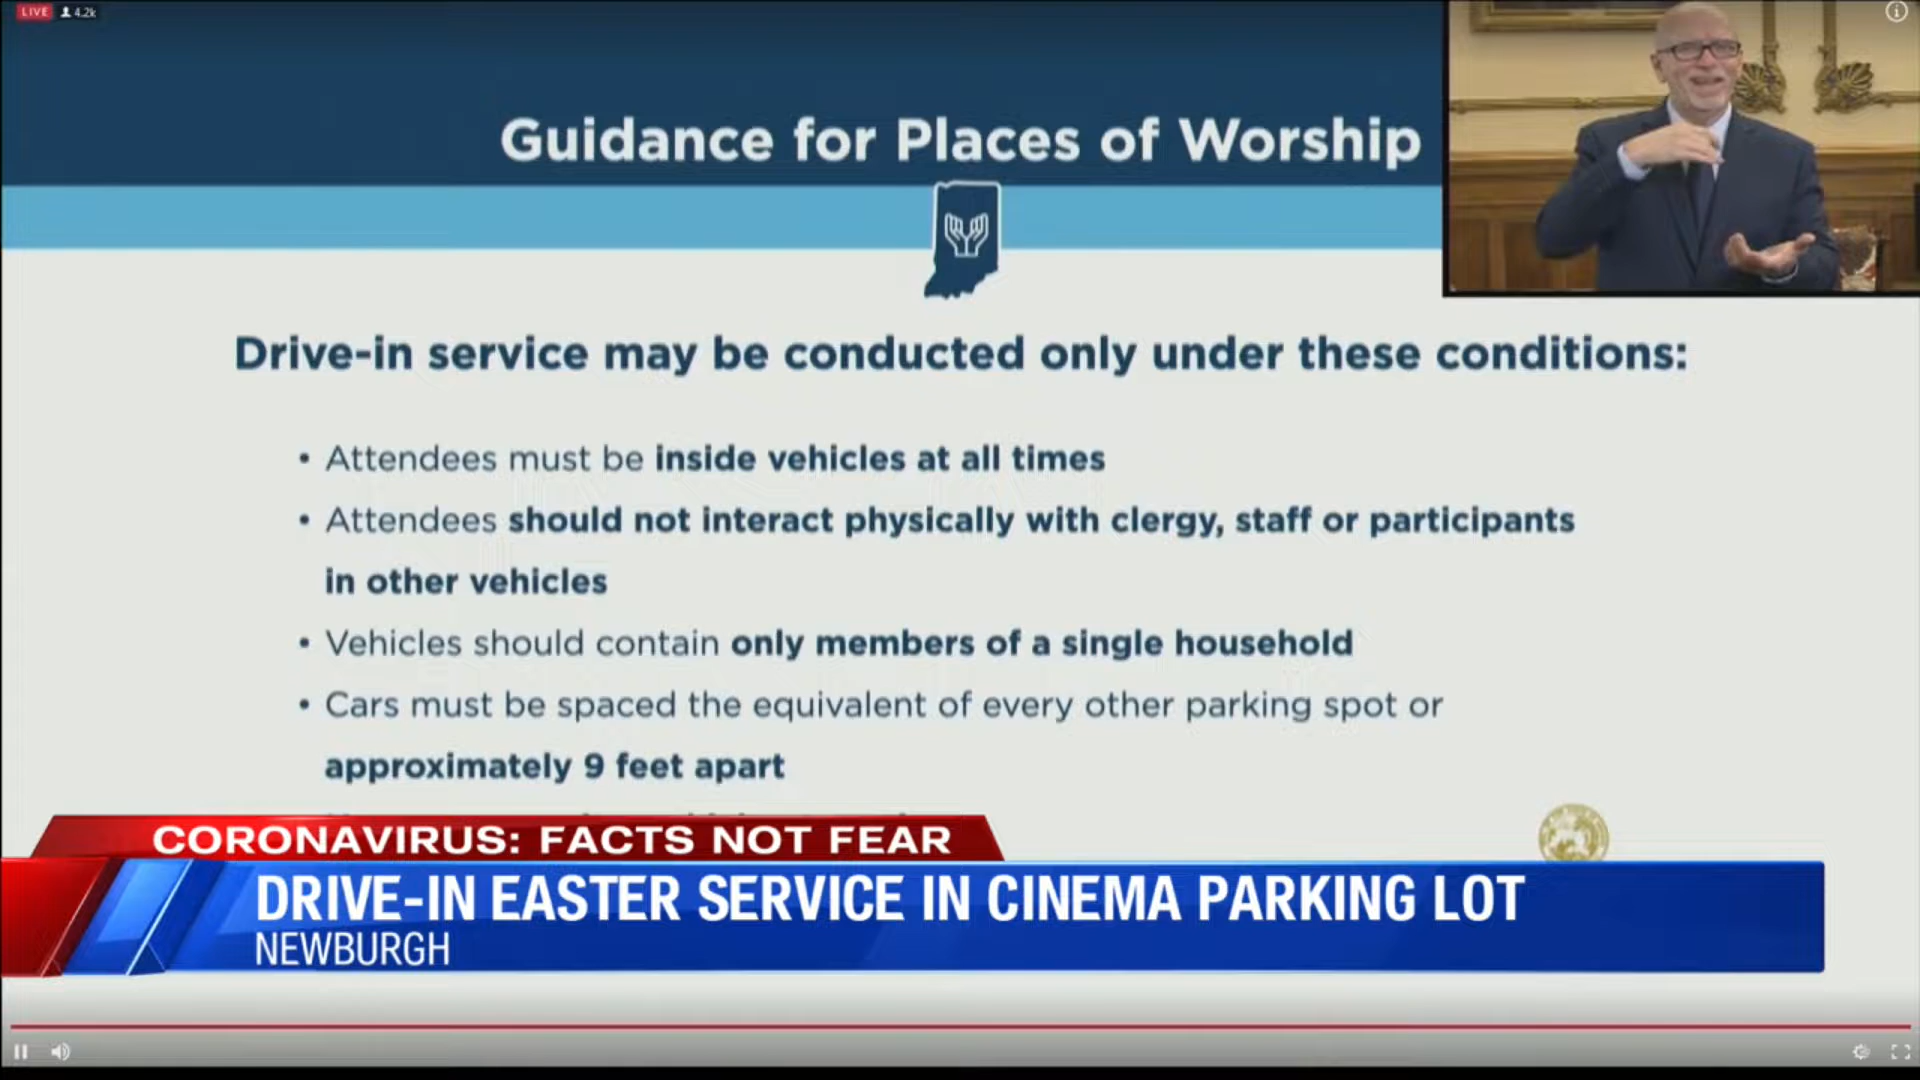 LIVE 4.2k
Guidance for Places of Worship
Drive-in service may be conducted only under these conditions:
• Attendees must be inside vehicles at all times
• Attendees should not interact physically with clergy, staff or participants
in other vehicles
• Vehicles should contain only members of a single household
• Cars must be spaced the equivalent of every other parking spot or
approximately 9 feet apart
CORONAVIRUS: FACTS NOT FEAR
DRIVE-IN EASTER SERVICE IN CINEMA PARKING LOT
NEWBURGH